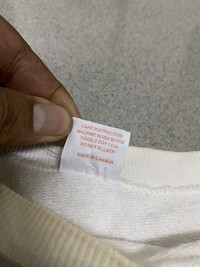 CARE INSTRUCTION
MACHINE WASH WARM
TUMBLE DRY LOW
DO NOT BLEACH
MADE IN CANADA